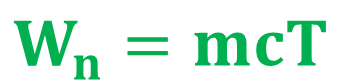 Wₙ = mcT